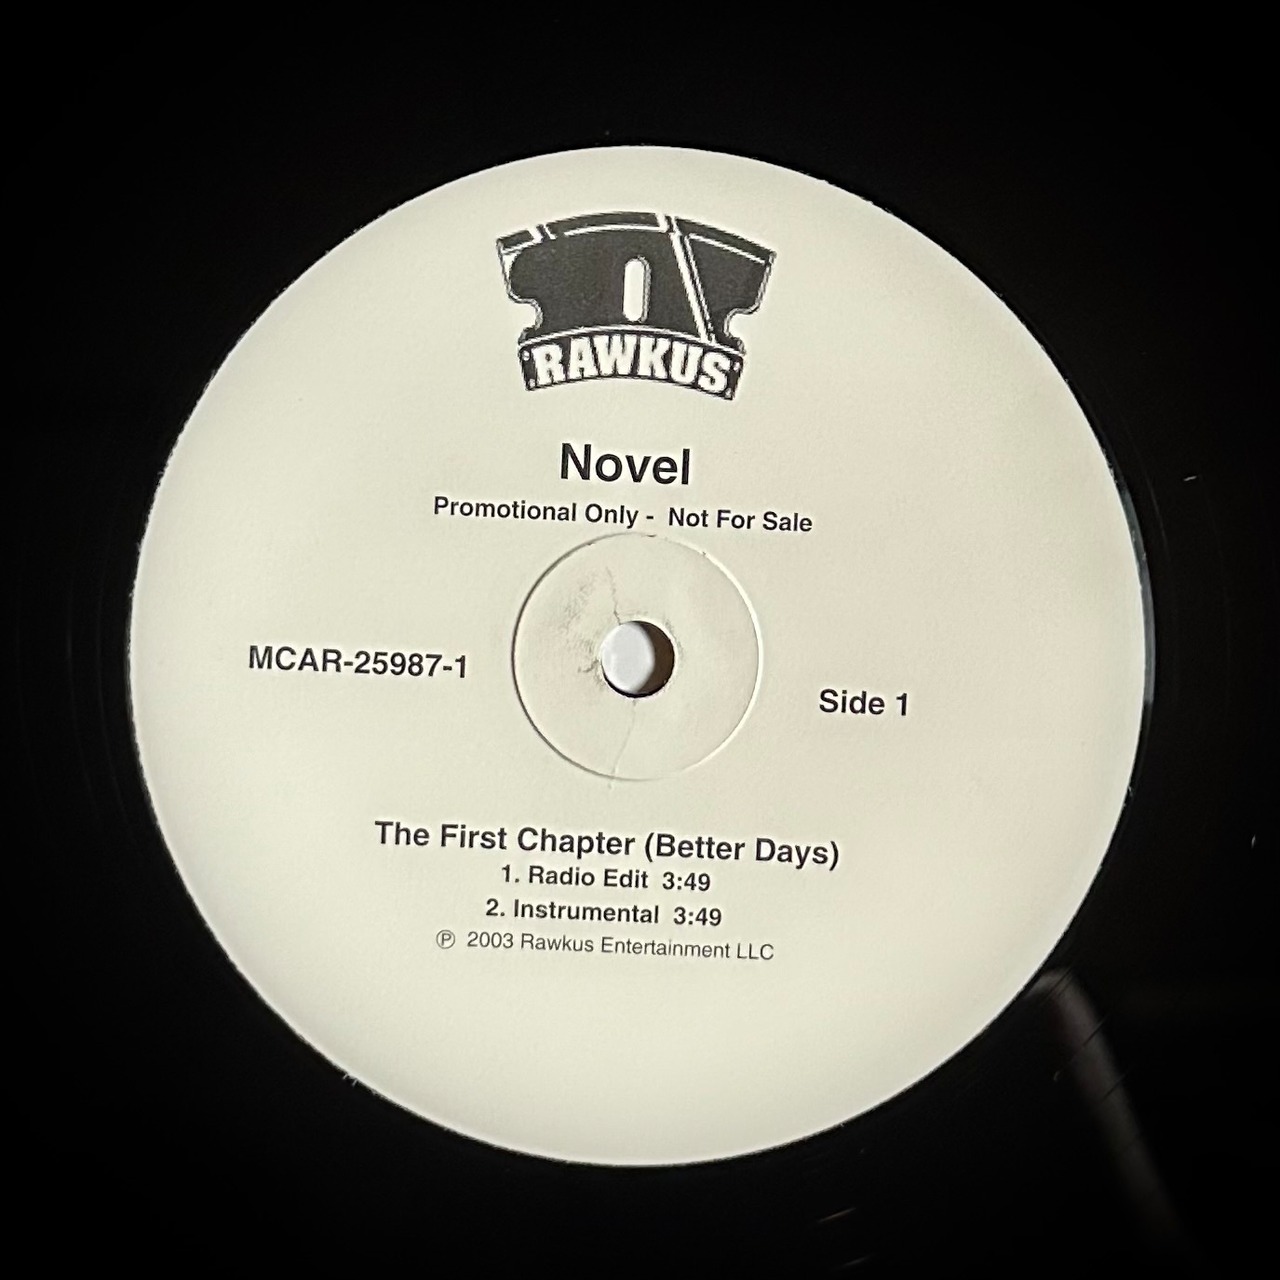 RAWKUS
Novel
Promotional Only - Not For Sale
MCAR-25987-1
Side 1
The First Chapter (Better Days)
1. Radio Edit 3:49
2. Instrumental 3:49
℗ 2003 Rawkus Entertainment LLC